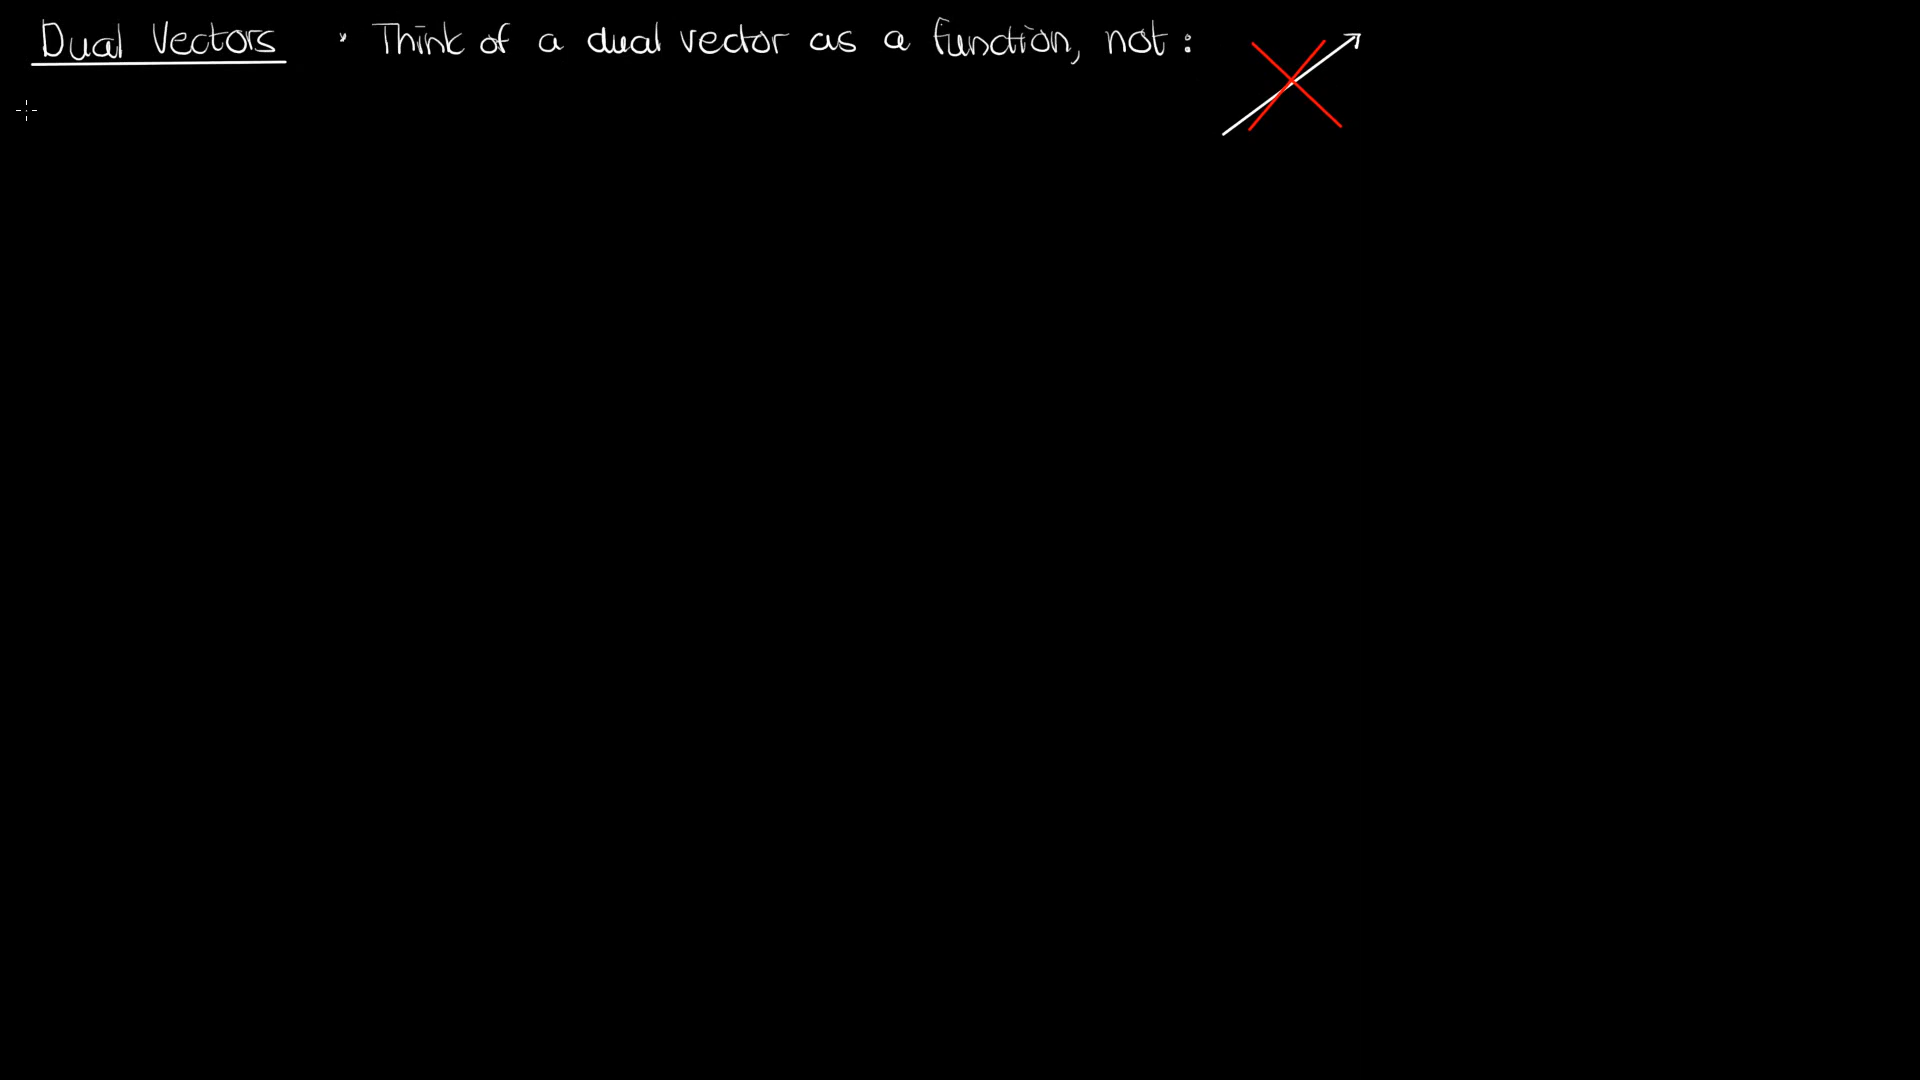 Dual Vectors • Think of a dual vector as a function, not: